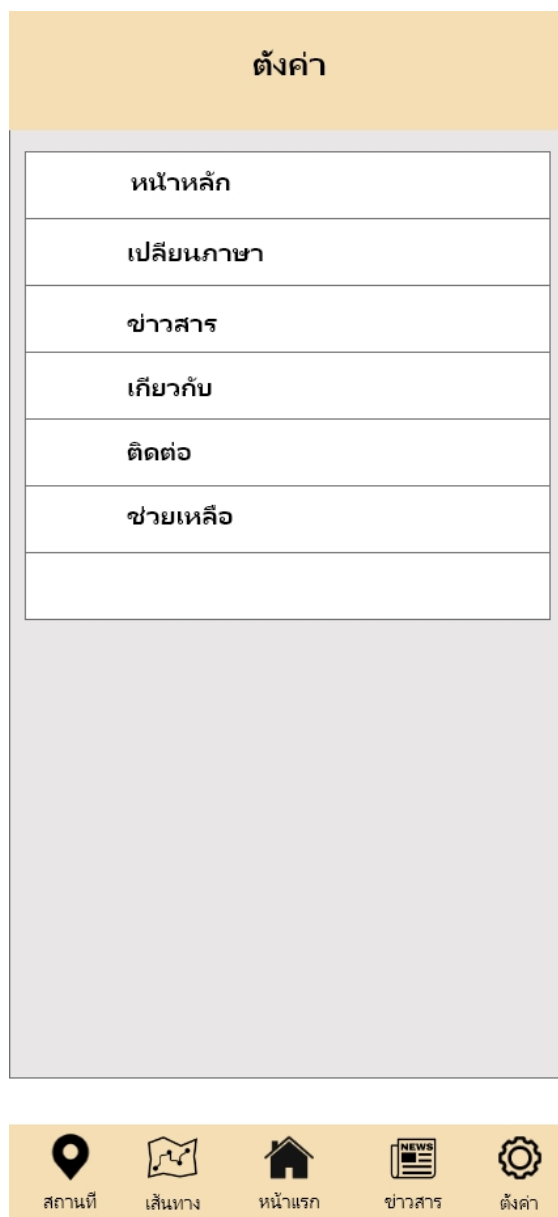 ตังค่า
หน้าหลัก
เปลียนภาษา
ข่าวสาร
เกียวกับ
ติดต่อ
ช่วยเหลือ
NEWS
สถานที เส้นทาง หน้าแรก ข่าวสาร ตังค่า